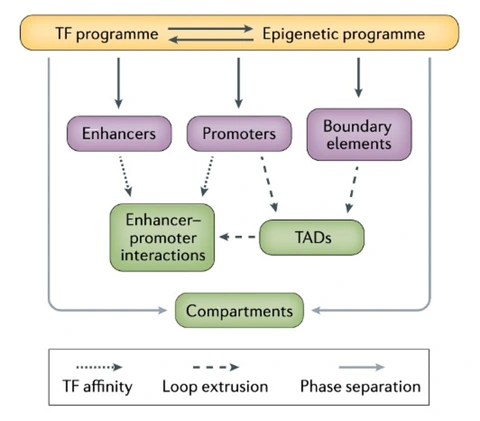 TF programme
Epigenetic programme
Enhancers
Promoters
Boundary
elements
Enhancer–
promoter
interactions
TADs
Compartments
TF affinity
Loop extrusion
Phase separation